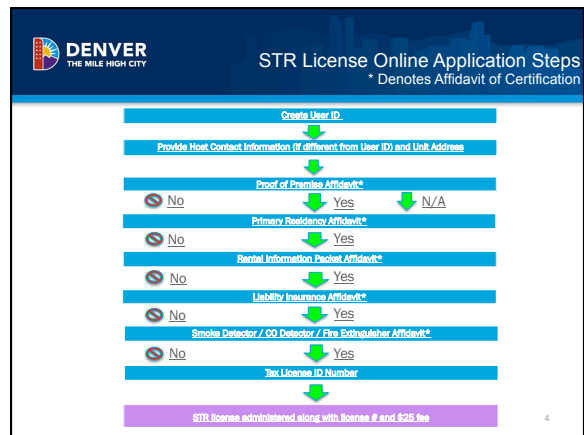 DENVER
THE MILE HIGH CITY
STR License Online Application Steps
* Denotes Affidavit of Certification
Create User ID
Provide Host Contact Information (if different from User ID) and Unit Address
Proof of Premise Affidavit*
No Yes N/A
Primary Residency Affidavit*
No Yes
Rental Information Packet Affidavit*
No Yes
Liability Insurance Affidavit*
No Yes
Smoke Detector / CO Detector / Fire Extinguisher Affidavit*
No Yes
Tax License ID Number
STR license administered along with license # and $25 fee
4